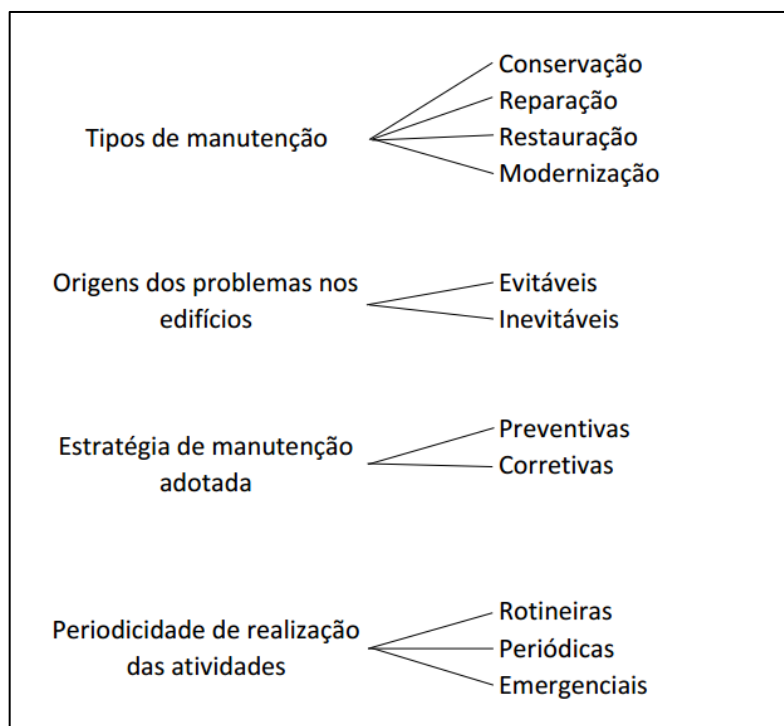 Tipos de manutenção
Conservação
Reparação
Restauração
Modernização
Origens dos problemas nos
edifícios
Evitáveis
Inevitáveis
Estratégia de manutenção
adotada
Preventivas
Corretivas
Periodicidade de realização
das atividades
Rotineiras
Periódicas
Emergenciais